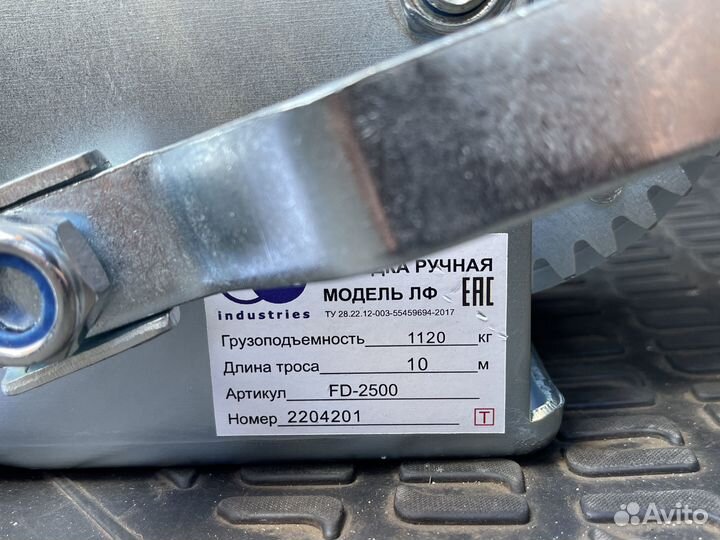 РУЧНАЯ
МОДЕЛЬ ЛФ
EAC
industries
ТУ 28.22.12-003-55459694-2017
Грузоподъемность 1120 кг
Длина троса 10 м
Артикул FD-2500
Номер 2204201 T
Avito